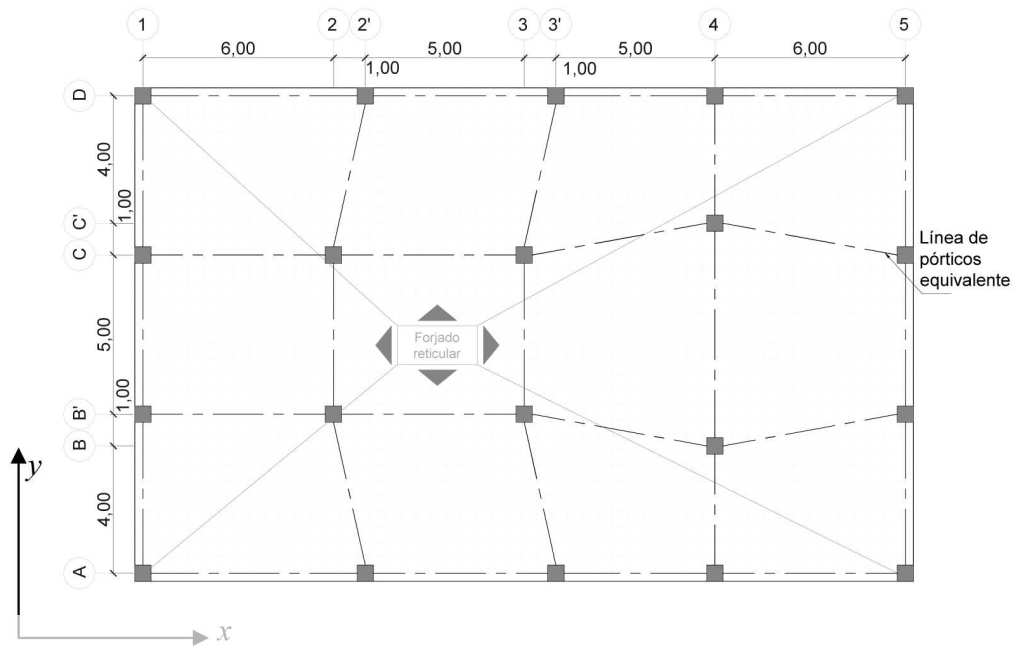 1 2 2' 3 3' 4 5
6,00 5,00 5,00 6,00
1,00 1,00
D
4,00
1,00
C'
C
Línea de
pórticos
equivalente
5,00
Forjado
reticular
1,00
B'
B
4,00
A
y
x